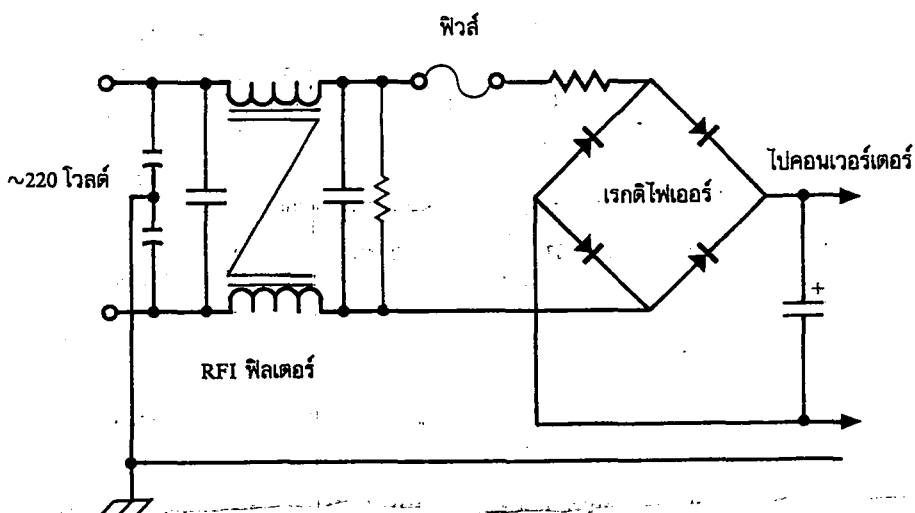 ฟิวส์
~220 โวลต์
เรกติไฟเออร์
ไปคอนเวอร์เตอร์
+
RFI ฟิลเตอร์